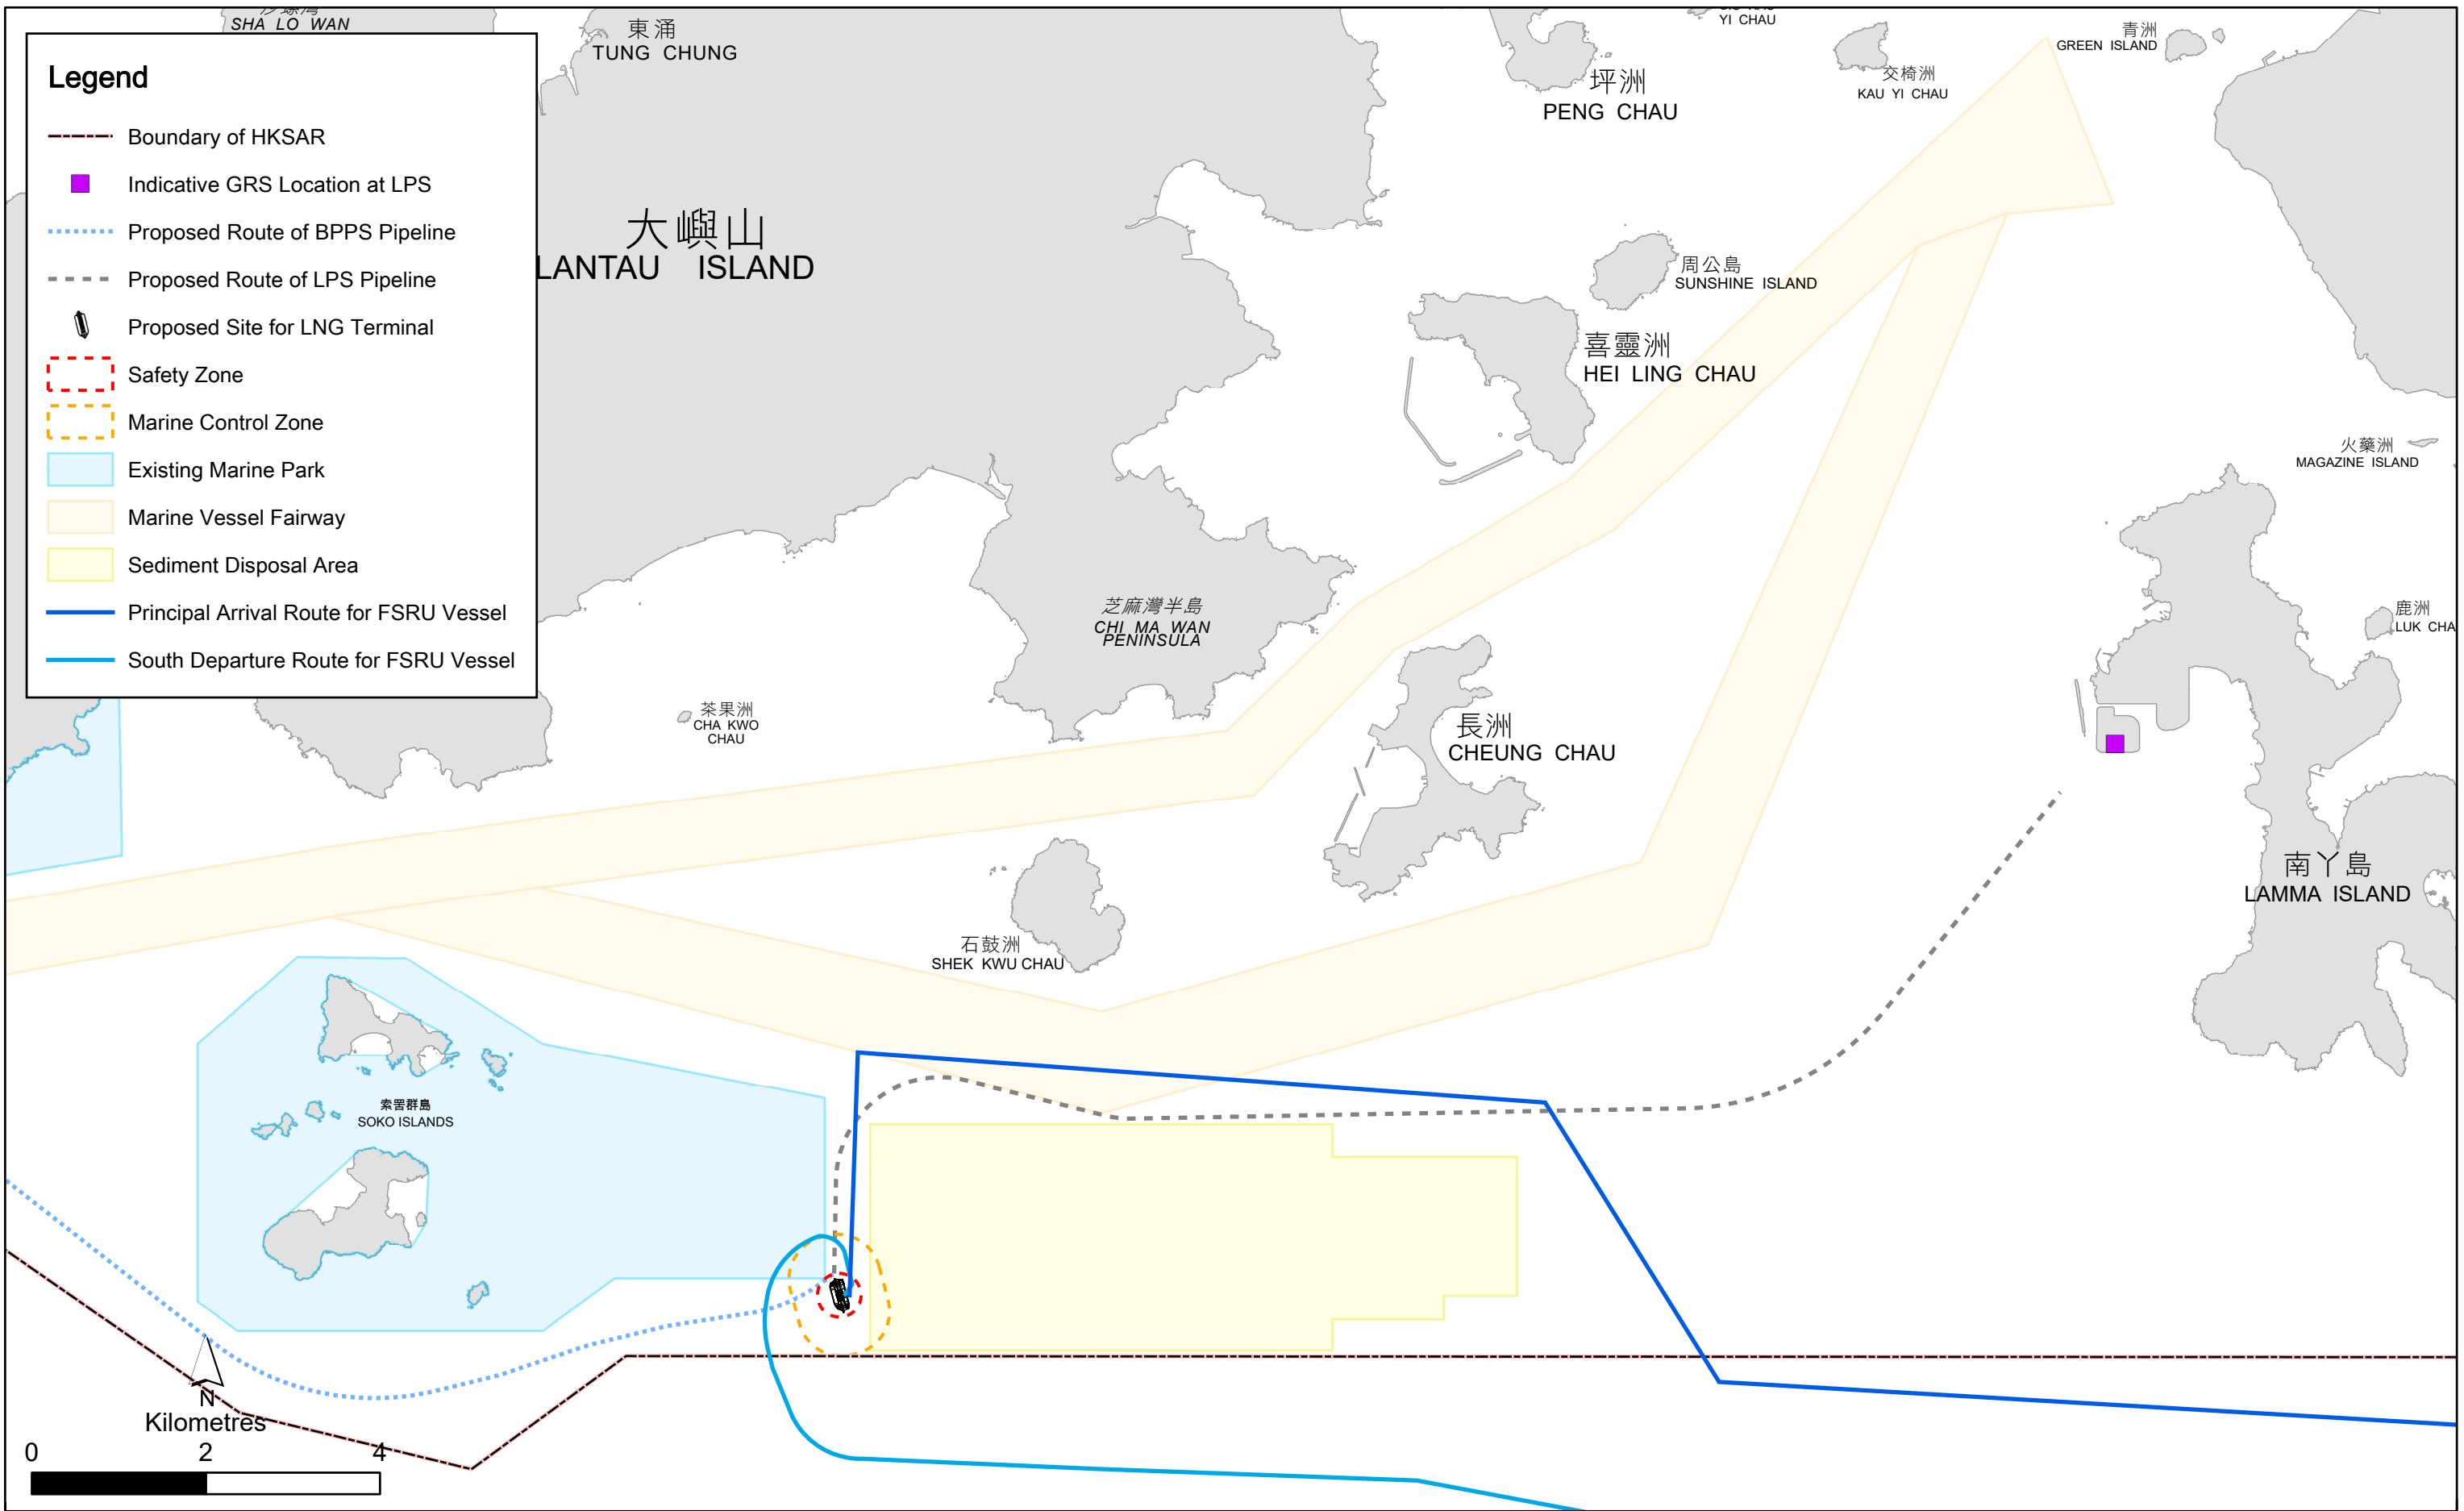 SHA LO WAN
東涌
TUNG CHUNG
YI CHAU
青洲
GREEN ISLAND
坪洲
PENG CHAU
交椅洲
KAU YI CHAU
Legend
Boundary of HKSAR
Indicative GRS Location at LPS
Proposed Route of BPPS Pipeline
Proposed Route of LPS Pipeline
Proposed Site for LNG Terminal
Safety Zone
Marine Control Zone
Existing Marine Park
Marine Vessel Fairway
Sediment Disposal Area
Principal Arrival Route for FSRU Vessel
South Departure Route for FSRU Vessel
大嶼山
LANTAU ISLAND
周公島
SUNSHINE ISLAND
喜靈洲
HEI LING CHAU
火藥洲
MAGAZINE ISLAND
芝麻灣半島
CHI MA WAN
PENINSULA
鹿洲
LUK CHA
茶果洲
CHA KWO
CHAU
長洲
CHEUNG CHAU
南丫島
LAMMA ISLAND
石鼓洲
SHEK KWU CHAU
索罟群島
SOKO ISLANDS
N
Kilometres
0 2 4